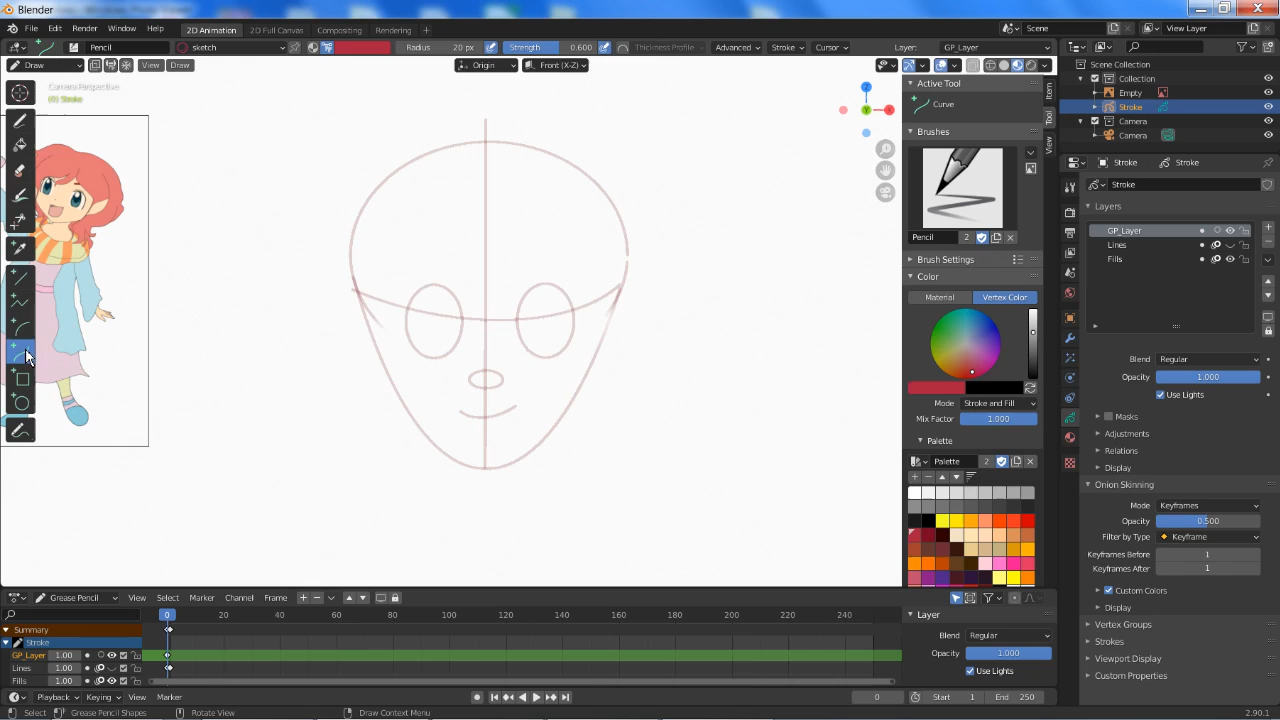 Blender
File Edit Render Window Help
2D Animation 2D Full Canvas Compositing Rendering
Scene
View Layer
Pencil sketch Radius 20 px Strength 0.600 Thickness Profile Advanced Stroke Cursor Layer: GP_Layer
Draw View Draw Origin Front (X-Z)
Camera Perspective
(0) Stroke
Z
Y
X
Item
Tool
View
Active Tool
Curve
Brushes
Pencil 2
Brush Settings
Color
Material Vertex Color
Mode Stroke and Fill
Mix Factor 1.000
Palette
Palette 2
Scene Collection
Collection
Empty
Stroke
Camera
Camera
Stroke Stroke
Stroke
Layers
GP_Layer
Lines
Fills
Blend Regular
Opacity 1.000
Use Lights
Masks
Adjustments
Relations
Display
Onion Skinning
Mode Keyframes
Opacity 0.500
Filter by Type Keyframe
Keyframes Before 1
Keyframes After 1
Custom Colors
Display
Vertex Groups
Strokes
Viewport Display
Custom Properties
Grease Pencil View Select Marker Channel Frame
0 20 40 60 80 100 120 140 160 180 200 220 240
Summary
Stroke
GP_Layer 1.00
Lines 1.00
Fills 1.00
Layer
Blend Regular
Opacity 1.000
Use Lights
Playback Keying View Marker 0 Start 1 End 250
Select Grease Pencil Shapes Rotate View Draw Context Menu 2.90.1